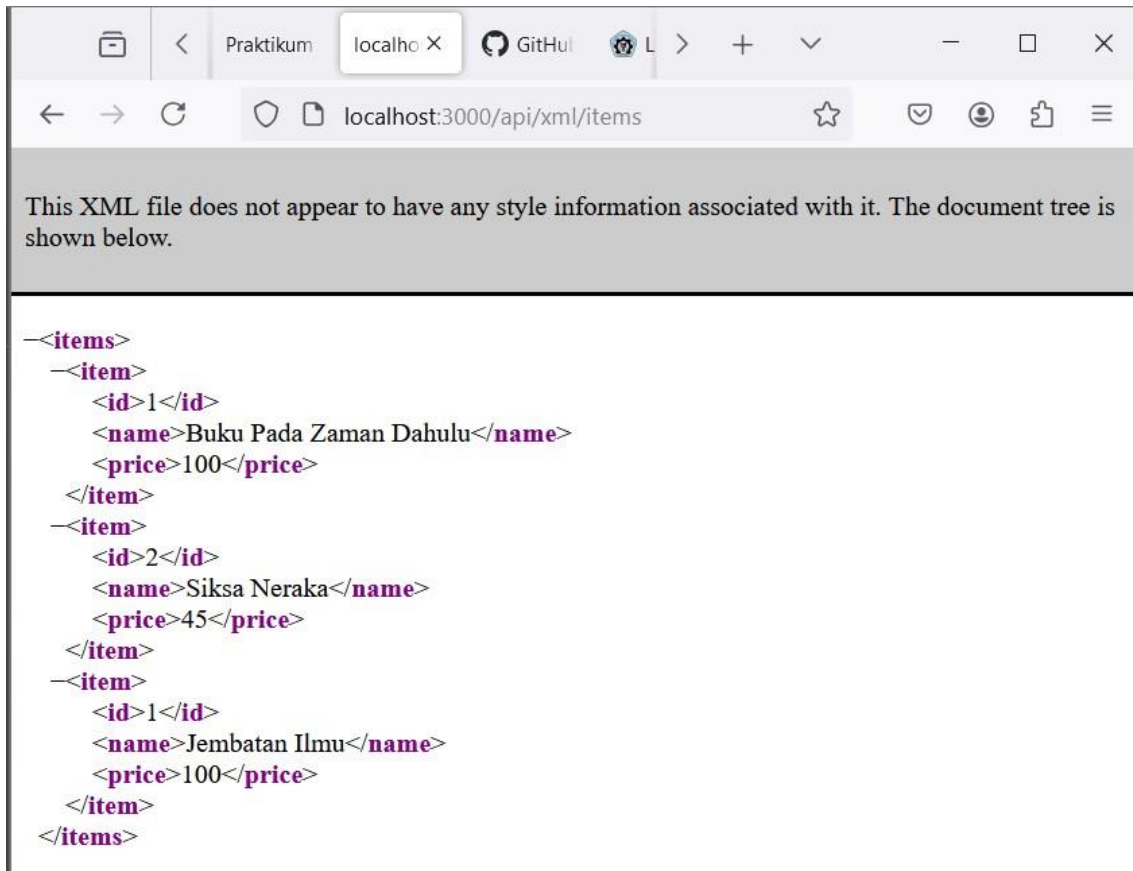 Praktikum localho GitHub L
localhost:3000/api/xml/items
This XML file does not appear to have any style information associated with it. The document tree is
shown below.
—<items>
—<item>
<id>1</id>
<name>Buku Pada Zaman Dahulu</name>
<price>100</price>
</item>
—<item>
<id>2</id>
<name>Siksa Neraka</name>
<price>45</price>
</item>
—<item>
<id>1</id>
<name>Jembatan Ilmu</name>
<price>100</price>
</item>
</items>